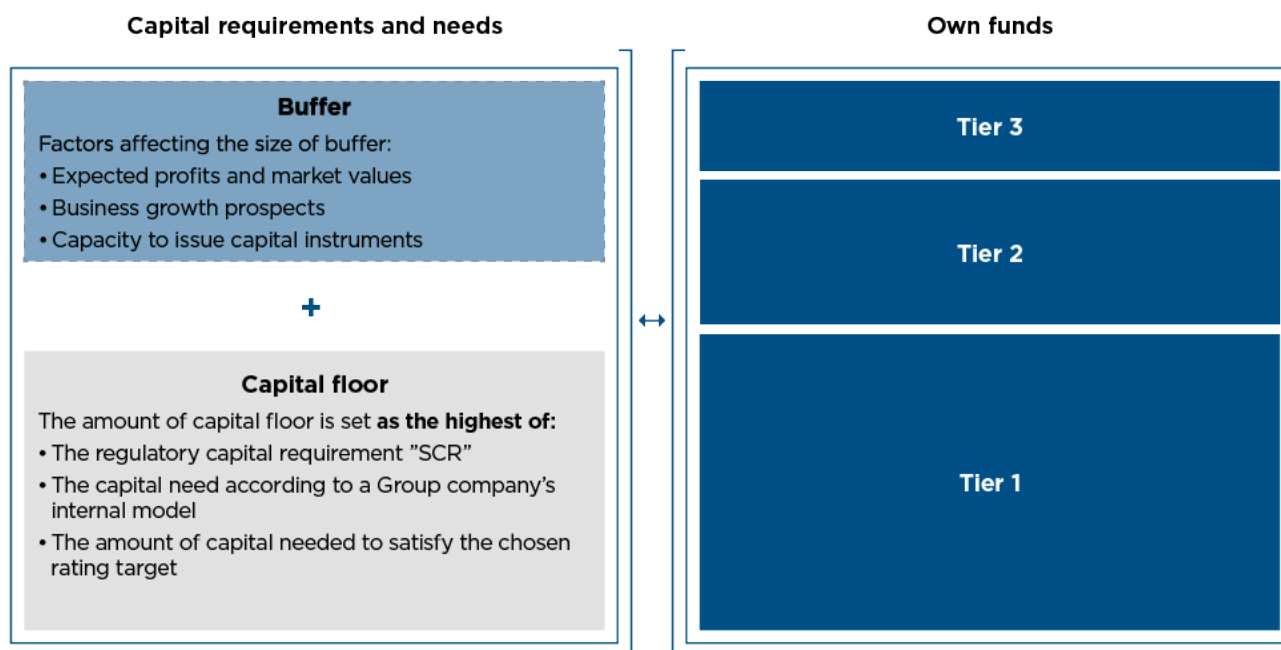 Capital requirements and needs
Buffer
Factors affecting the size of buffer:
• Expected profits and market values
• Business growth prospects
• Capacity to issue capital instruments
+
Capital floor
The amount of capital floor is set as the highest of:
• The regulatory capital requirement ”SCR”
• The capital need according to a Group company’s
internal model
• The amount of capital needed to satisfy the chosen
rating target
Own funds
Tier 3
Tier 2
Tier 1